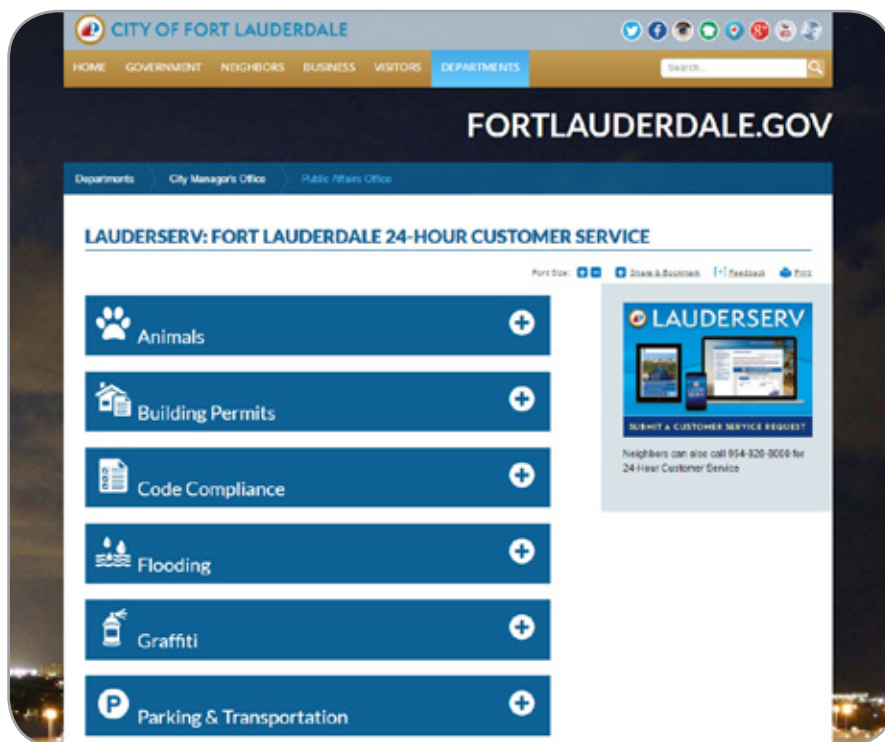 CITY OF FORT LAUDERDALE
HOME GOVERNMENT NEIGHBORS BUSINESS VISITORS DEPARTMENTS Search...
FORTLAUDERDALE.GOV
Departments City Manager's Office Public Affairs Office
LAUDERSERV: FORT LAUDERDALE 24-HOUR CUSTOMER SERVICE
Font Size: Share & Bookmark [+] Feedback Print
Animals
Building Permits
Code Compliance
Flooding
Graffiti
P Parking & Transportation
LAUDERSERV
SUBMIT A CUSTOMER SERVICE REQUEST
Neighbors can also call 954-828-8000 for
24-Hour Customer Service